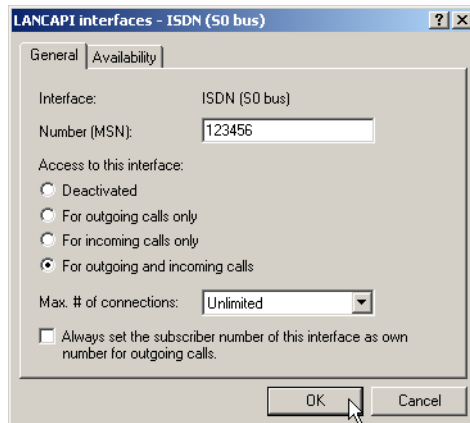 LANCAPI interfaces - ISDN (S0 bus)
General Availability
Interface: ISDN (S0 bus)
Number (MSN): 123456
Access to this interface:
Deactivated
For outgoing calls only
For incoming calls only
For outgoing and incoming calls
Max. # of connections: Unlimited
Always set the subscriber number of this interface as own
number for outgoing calls.
OK Cancel